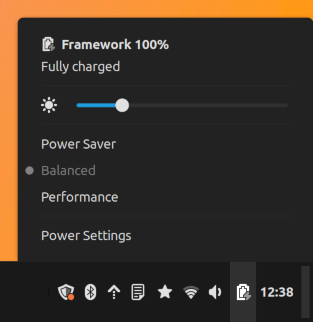 Framework 100%
Fully charged
Power Saver
Balanced
Performance
Power Settings
12:38